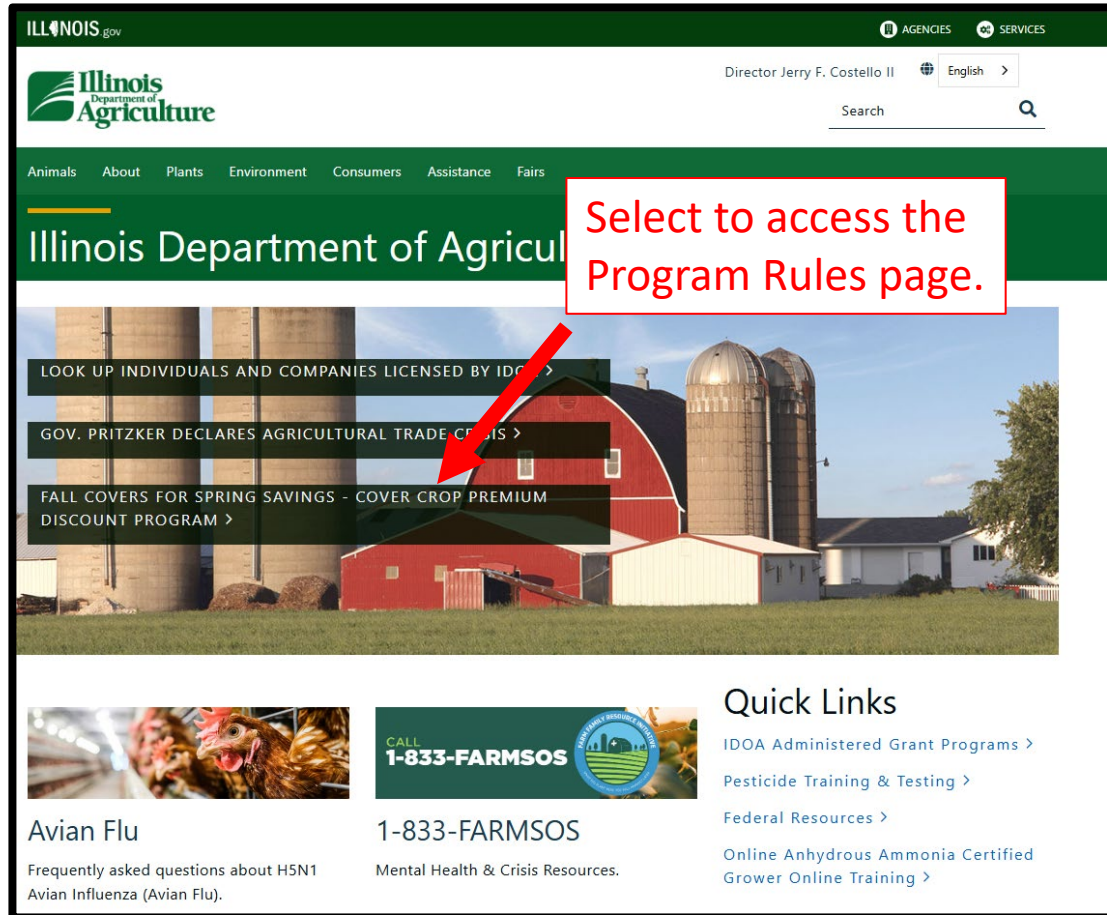 ILLINOIS.gov
AGENCIES
SERVICES
Illinois
Department of
Agriculture
Director Jerry F. Costello II
English >
Search
Animals About Plants Environment Consumers Assistance Fairs
Illinois Department of Agricul
Select to access the
Program Rules page.
LOOK UP INDIVIDUALS AND COMPANIES LICENSED BY >
GOV. PRITZKER DECLARES AGRICULTURAL TRADE CRISIS >
FALL COVERS FOR SPRING SAVINGS - COVER CROP PREMIUM
DISCOUNT PROGRAM >
FARM FAMILY RESOURCE INITIATIVE
CALL
1-833-FARMSOS
Avian Flu
Frequently asked questions about H5N1
Avian Influenza (Avian Flu).
1-833-FARMSOS
Mental Health & Crisis Resources.
Quick Links
IDOA Administered Grant Programs >
Pesticide Training & Testing >
Federal Resources >
Online Anhydrous Ammonia Certified
Grower Online Training >